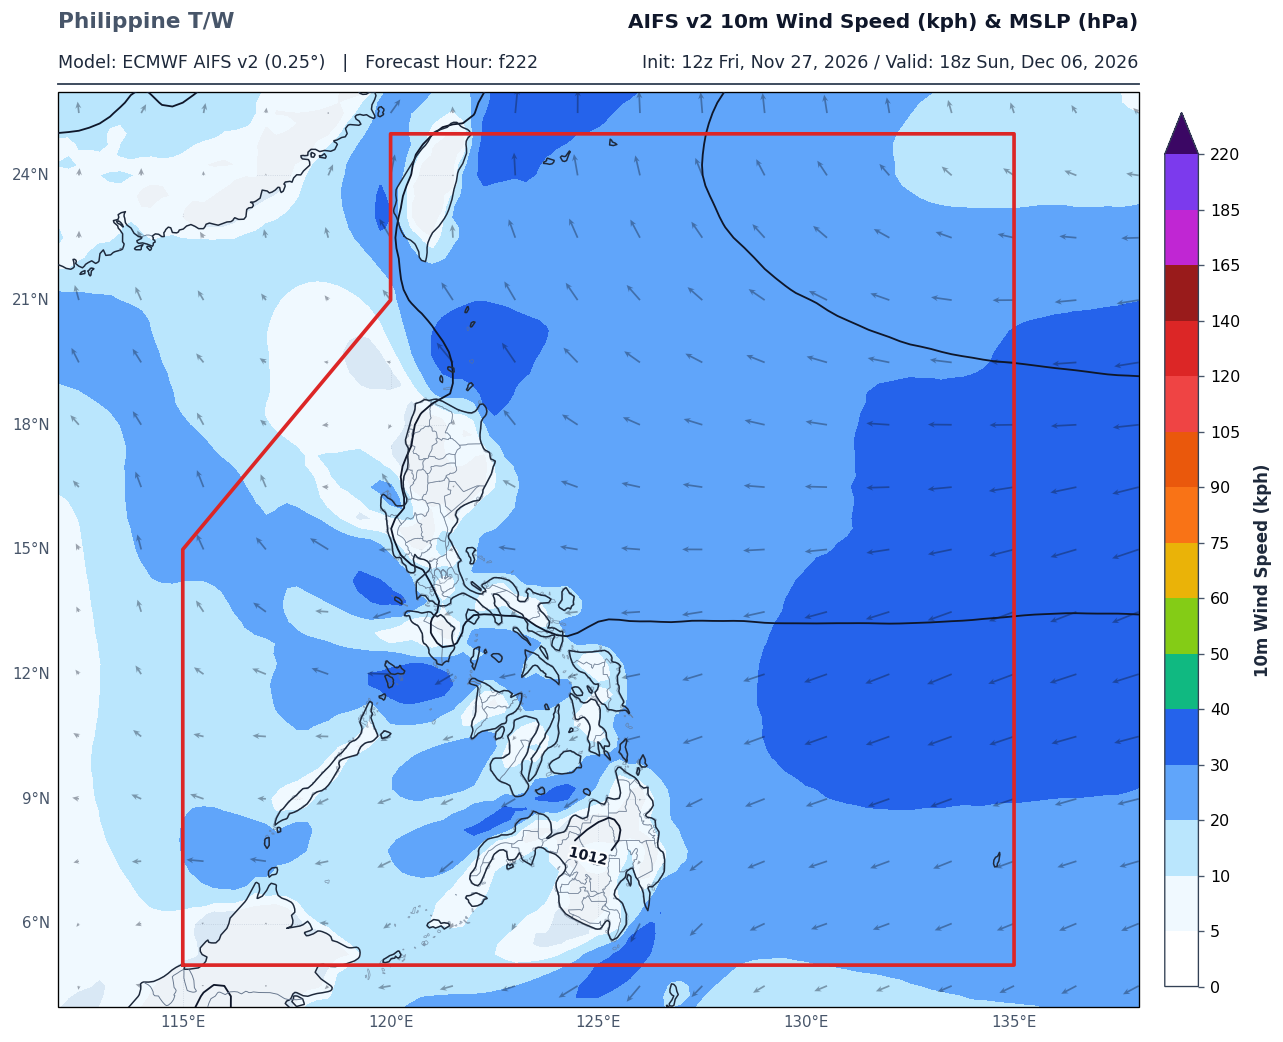 Philippine T/W
AIFS v2 10m Wind Speed (kph) & MSLP (hPa)
Model: ECMWF AIFS v2 (0.25°)   |   Forecast Hour: f222
Init: 12z Fri, Nov 27, 2026 / Valid: 18z Sun, Dec 06, 2026
24°N
21°N
18°N
15°N
12°N
9°N
6°N
115°E
120°E
125°E
130°E
135°E
1012
220
185
165
140
120
105
90
75
60
50
40
30
20
10
5
0
10m Wind Speed (kph)